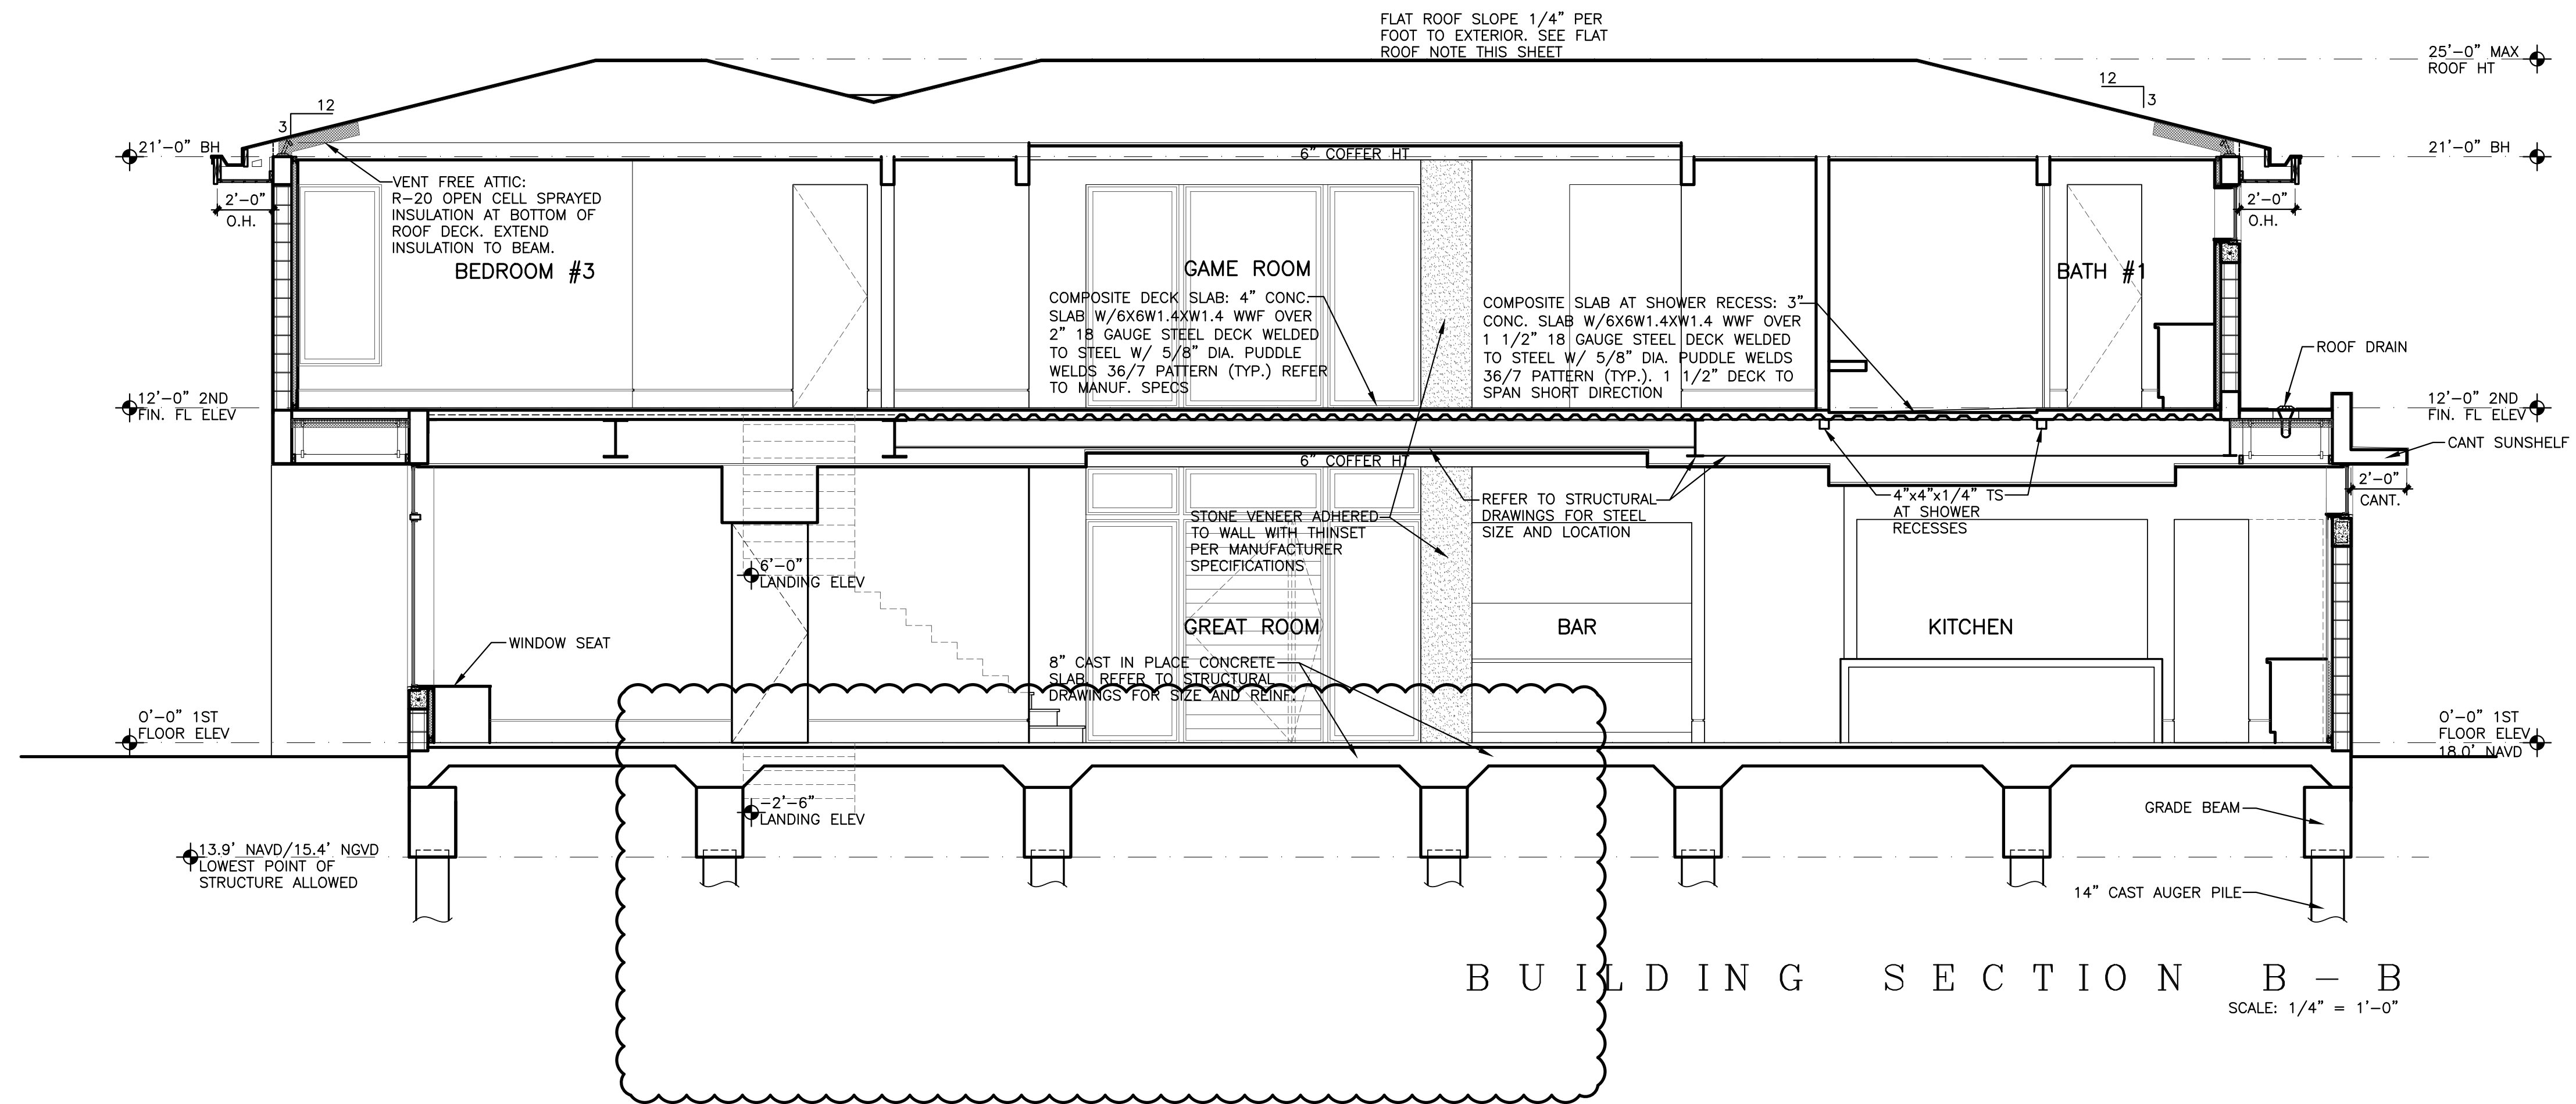 FLAT ROOF SLOPE 1/4" PER
FOOT TO EXTERIOR. SEE FLAT
ROOF NOTE THIS SHEET
25'-0" MAX
ROOF HT
12
3
12
3
21'-0" BH
21'-0" BH
6" COFFER HT
VENT FREE ATTIC:
R-20 OPEN CELL SPRAYED
INSULATION AT BOTTOM OF
ROOF DECK. EXTEND
INSULATION TO BEAM.
2'-0"
O.H.
2'-0"
O.H.
BEDROOM #3
GAME ROOM
BATH #1
COMPOSITE DECK SLAB: 4" CONC.
SLAB W/6X6W1.4XW1.4 WWF OVER
2" 18 GAUGE STEEL DECK WELDED
TO STEEL W/ 5/8" DIA. PUDDLE
WELDS 36/7 PATTERN (TYP.) REFER
TO MANUF. SPECS
COMPOSITE SLAB AT SHOWER RECESS: 3"
CONC. SLAB W/6X6W1.4XW1.4 WWF OVER
1 1/2" 18 GAUGE STEEL DECK WELDED
TO STEEL W/ 5/8" DIA. PUDDLE WELDS
36/7 PATTERN (TYP.). 1 1/2" DECK TO
SPAN SHORT DIRECTION
ROOF DRAIN
12'-0" 2ND
FIN. FL ELEV
12'-0" 2ND
FIN. FL ELEV
CANT SUNSHELF
2'-0"
CANT.
6" COFFER HT
REFER TO STRUCTURAL
DRAWINGS FOR STEEL
SIZE AND LOCATION
4"x4"x1/4" TS
AT SHOWER
RECESSES
STONE VENEER ADHERED
TO WALL WITH THINSET
PER MANUFACTURER
SPECIFICATIONS
6'-0"
LANDING ELEV
WINDOW SEAT
GREAT ROOM
BAR
KITCHEN
8" CAST IN PLACE CONCRETE
SLAB. REFER TO STRUCTURAL
DRAWINGS FOR SIZE AND REINF.
0'-0" 1ST
FLOOR ELEV
0'-0" 1ST
FLOOR ELEV
18.0' NAVD
-2'-6"
LANDING ELEV
GRADE BEAM
13.9' NAVD/15.4' NGVD
LOWEST POINT OF
STRUCTURE ALLOWED
14" CAST AUGER PILE
BUILDING SECTION B-B
SCALE: 1/4" = 1'-0"